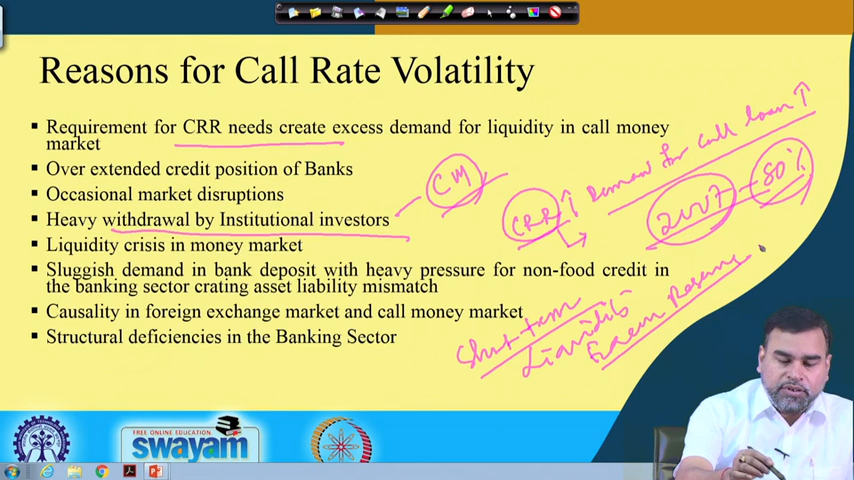 Reasons for Call Rate Volatility
▪ Requirement for CRR needs create excess demand for liquidity in call money
market
▪ Over extended credit position of Banks
▪ Occasional market disruptions
▪ Heavy withdrawal by Institutional investors
▪ Liquidity crisis in money market
▪ Sluggish demand in bank deposit with heavy pressure for non-food credit in
the banking sector crating asset liability mismatch
▪ Causality in foreign exchange market and call money market
▪ Structural deficiencies in the Banking Sector
CM
CRR↑ Demand for call loan↑
2007 - 80%
Short term
Liquidity
FREE ONLINE EDUCATION
swayam